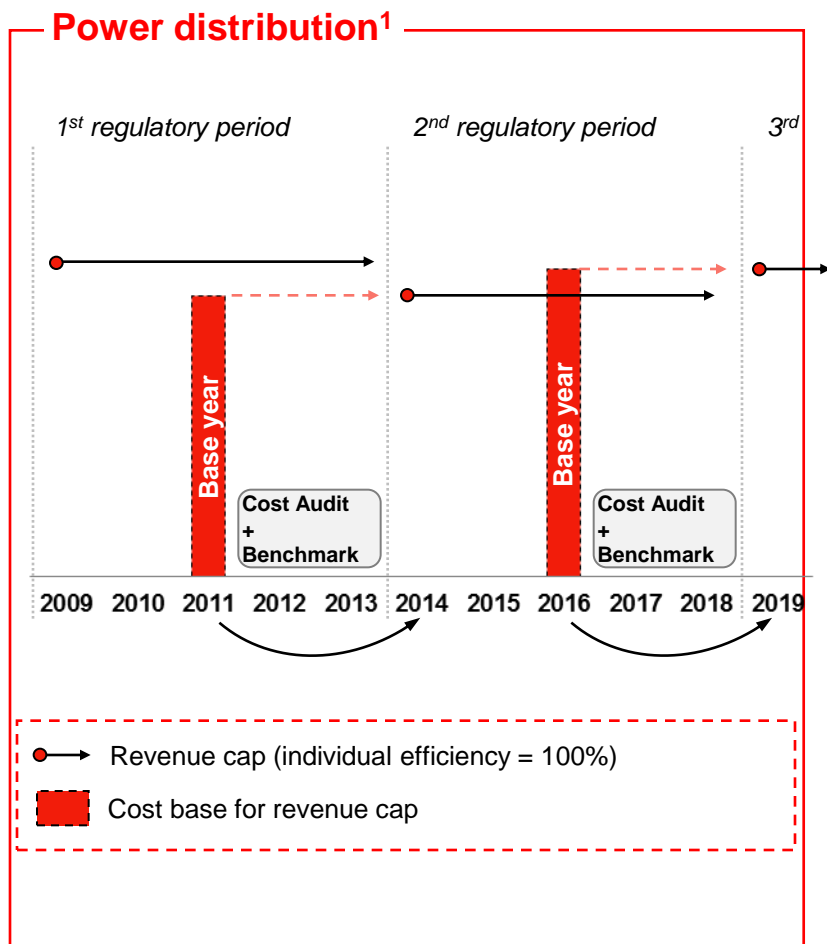 Power distribution¹
1st regulatory period 2nd regulatory period 3rd
Base year Base year
Cost Audit
+
Benchmark
Cost Audit
+
Benchmark
2009 2010 2011 2012 2013 2014 2015 2016 2017 2018 2019
Revenue cap (individual efficiency = 100%)
Cost base for revenue cap